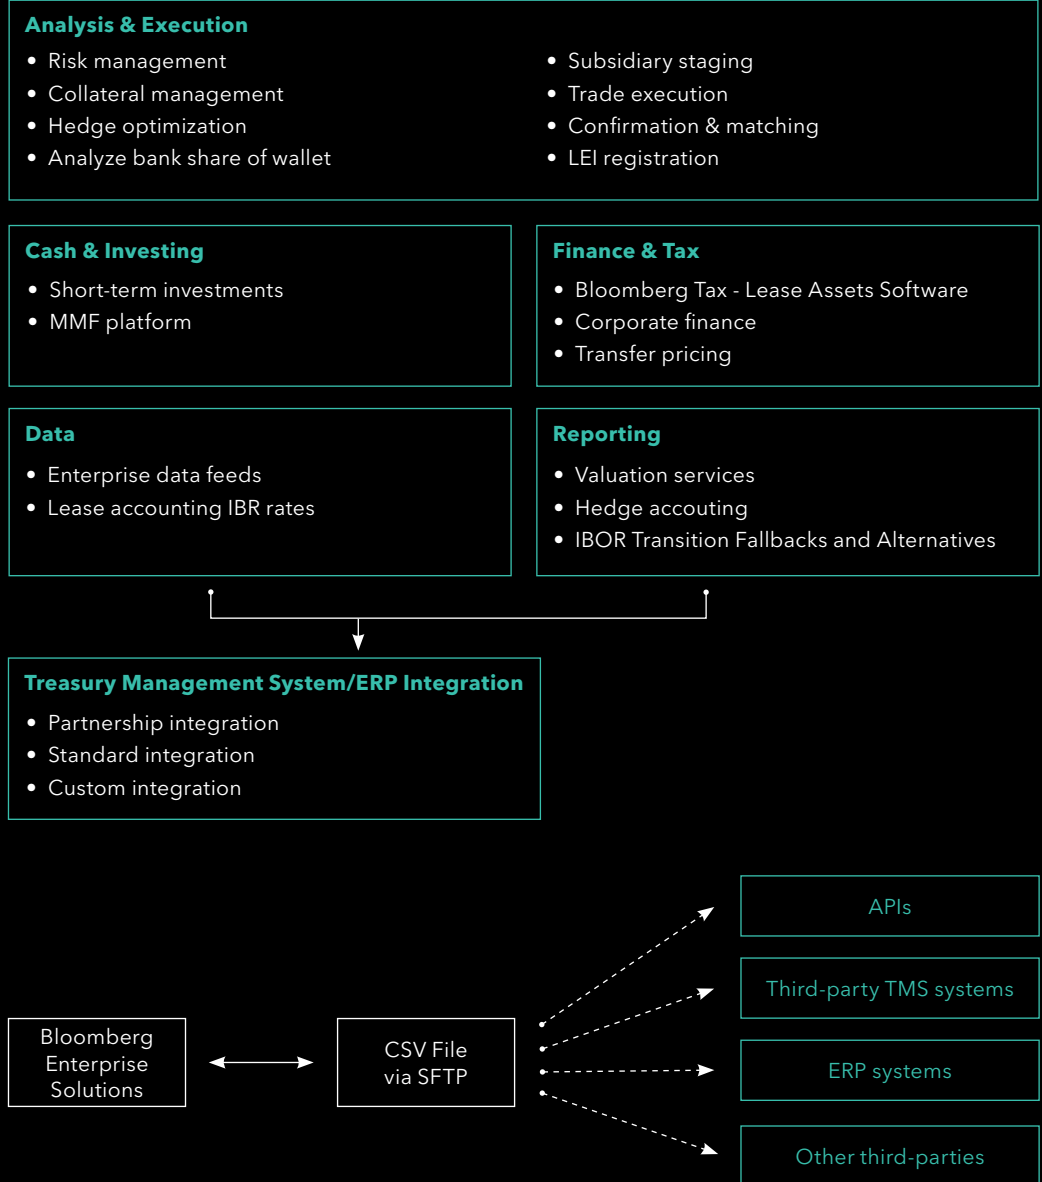 Analysis & Execution
• Risk management
• Collateral management
• Hedge optimization
• Analyze bank share of wallet
• Subsidiary staging
• Trade execution
• Confirmation & matching
• LEI registration
Cash & Investing
• Short-term investments
• MMF platform
Finance & Tax
• Bloomberg Tax - Lease Assets Software
• Corporate finance
• Transfer pricing
Data
• Enterprise data feeds
• Lease accounting IBR rates
Reporting
• Valuation services
• Hedge accouting
• IBOR Transition Fallbacks and Alternatives
Treasury Management System/ERP Integration
• Partnership integration
• Standard integration
• Custom integration
Bloomberg
Enterprise
Solutions
CSV File
via SFTP
APIs
Third-party TMS systems
ERP systems
Other third-parties